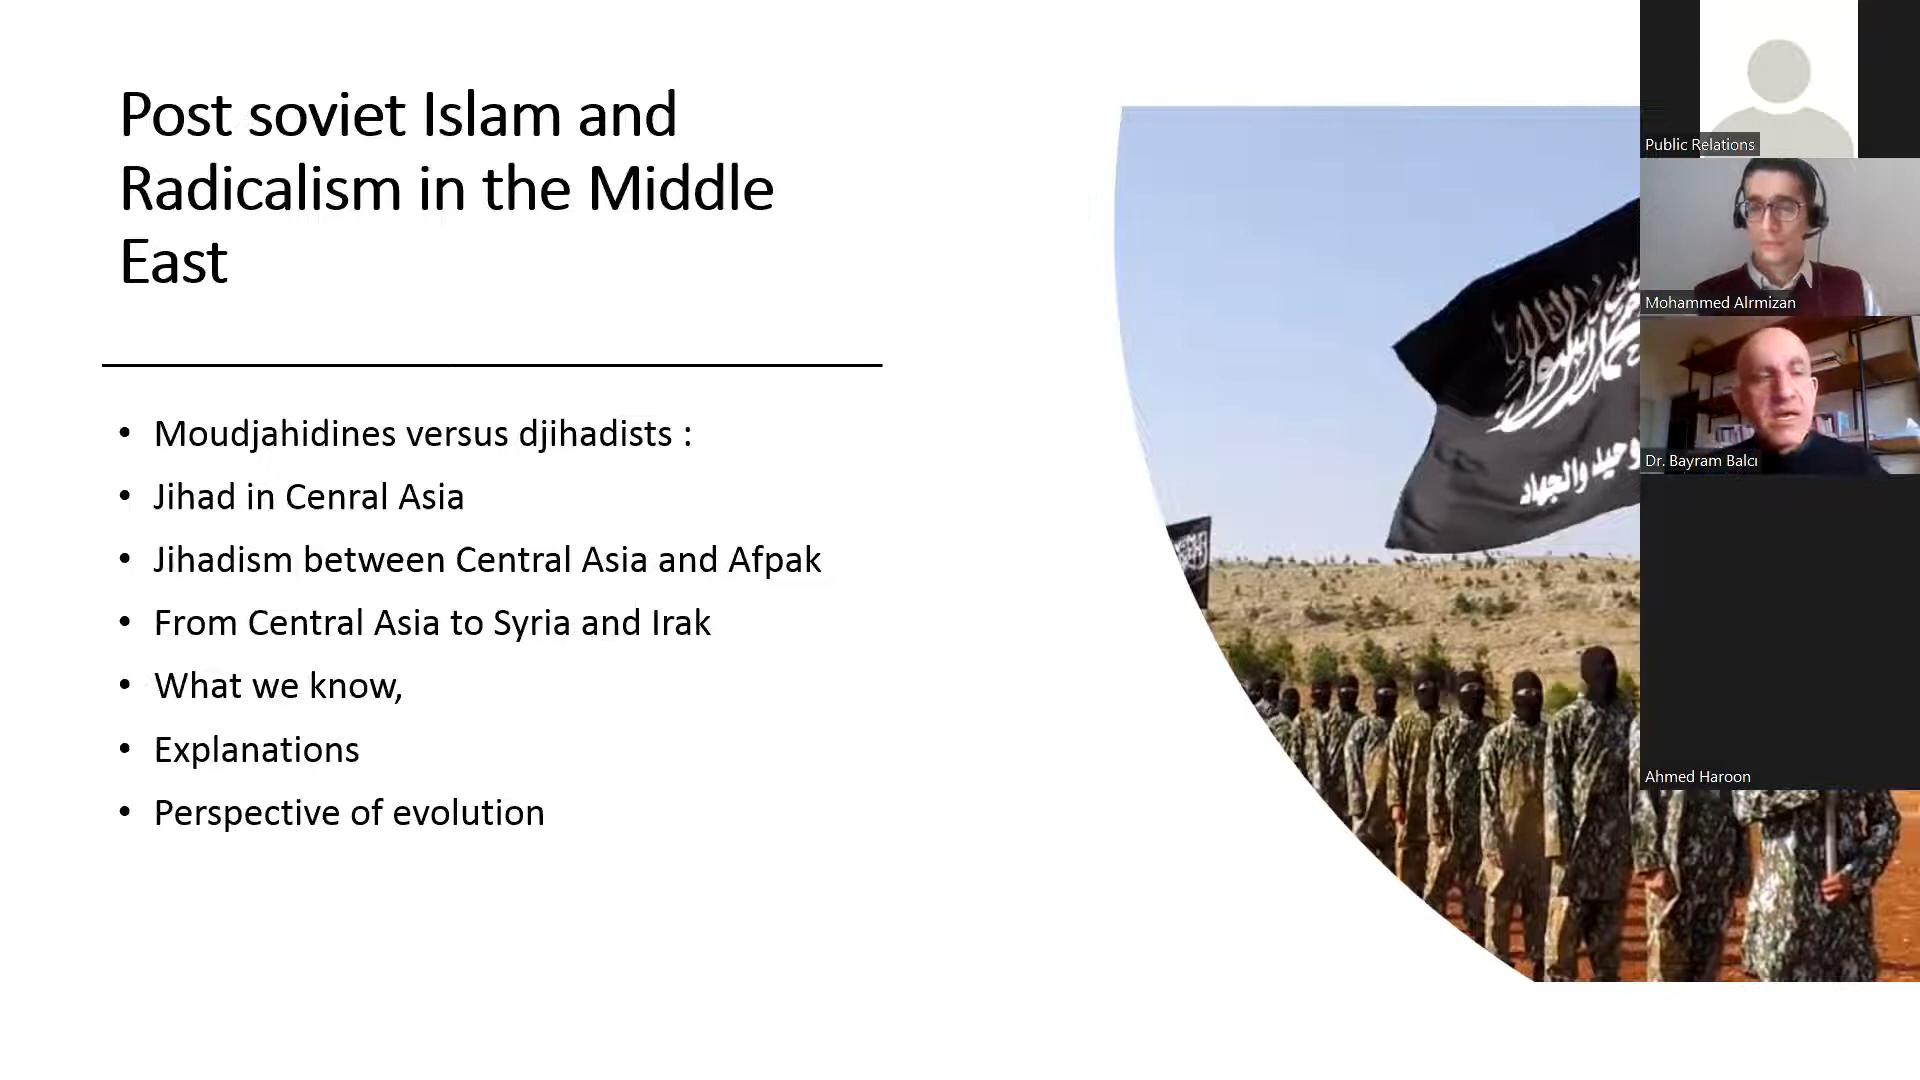 Post soviet Islam and
Radicalism in the Middle
East
• Moudjahidines versus djihadists :
• Jihad in Cenral Asia
• Jihadism between Central Asia and Afpak
• From Central Asia to Syria and Irak
• What we know,
• Explanations
• Perspective of evolution
والجهاد
Public Relations
Mohammed Alrmizan
Dr. Bayram Balcı
Ahmed Haroon